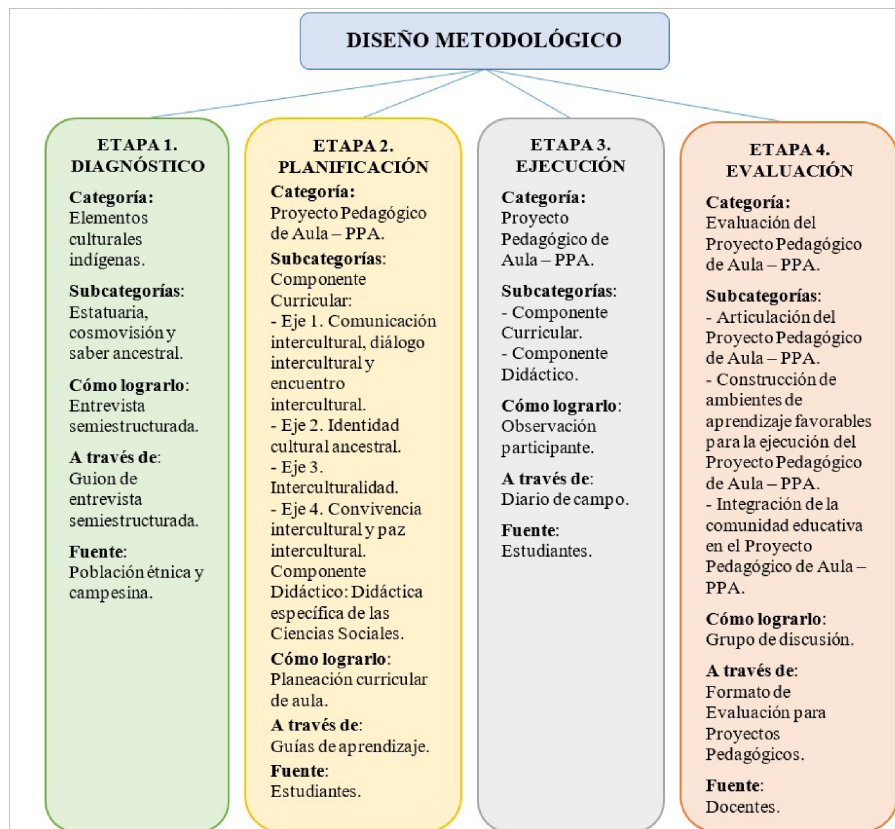 DISEÑO METODOLÓGICO
ETAPA 1.
DIAGNÓSTICO
Categoría:
Elementos
culturales
indígenas.
Subcategorías:
Estatuaria,
cosmovisión y
saber ancestral.
Cómo lograrlo:
Entrevista
semiestructurada.
A través de:
Guion de
entrevista
semiestructurada.
Fuente:
Población étnica y
campesina.
ETAPA 2.
PLANIFICACIÓN
Categoría:
Proyecto Pedagógico
de Aula – PPA.
Subcategorías:
Componente
Curricular:
- Eje 1. Comunicación
intercultural, diálogo
intercultural y
encuentro
intercultural.
- Eje 2. Identidad
cultural ancestral.
- Eje 3.
Interculturalidad.
- Eje 4. Convivencia
intercultural y paz
intercultural.
Componente
Didáctico: Didáctica
específica de las
Ciencias Sociales.
Cómo lograrlo:
Planeación curricular
de aula.
A través de:
Guías de aprendizaje.
Fuente:
Estudiantes.
ETAPA 3.
EJECUCIÓN
Categoría:
Proyecto
Pedagógico de
Aula – PPA.
Subcategorías:
- Componente
Curricular.
- Componente
Didáctico.
Cómo lograrlo:
Observación
participante.
A través de:
Diario de campo.
Fuente:
Estudiantes.
ETAPA 4.
EVALUACIÓN
Categoría:
Evaluación del
Proyecto Pedagógico
de Aula – PPA.
Subcategorías:
- Articulación del
Proyecto Pedagógico
de Aula – PPA.
- Construcción de
ambientes de
aprendizaje favorables
para la ejecución del
Proyecto Pedagógico
de Aula – PPA.
- Integración de la
comunidad educativa
en el Proyecto
Pedagógico de Aula –
PPA.
Cómo lograrlo:
Grupo de discusión.
A través de:
Formato de
Evaluación para
Proyectos
Pedagógicos.
Fuente:
Docentes.